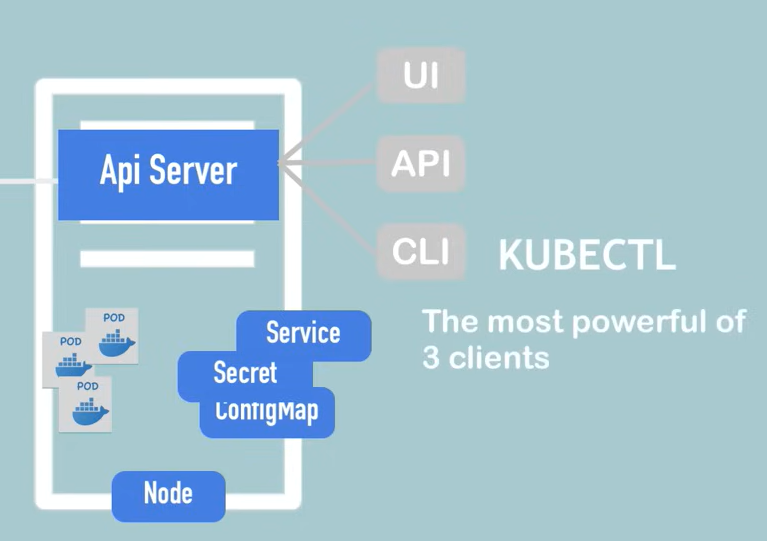 UI
Api Server
API
CLI
KUBECTL
The most powerful of
3 clients
POD
POD
POD
Service
Secret
ConfigMap
Node